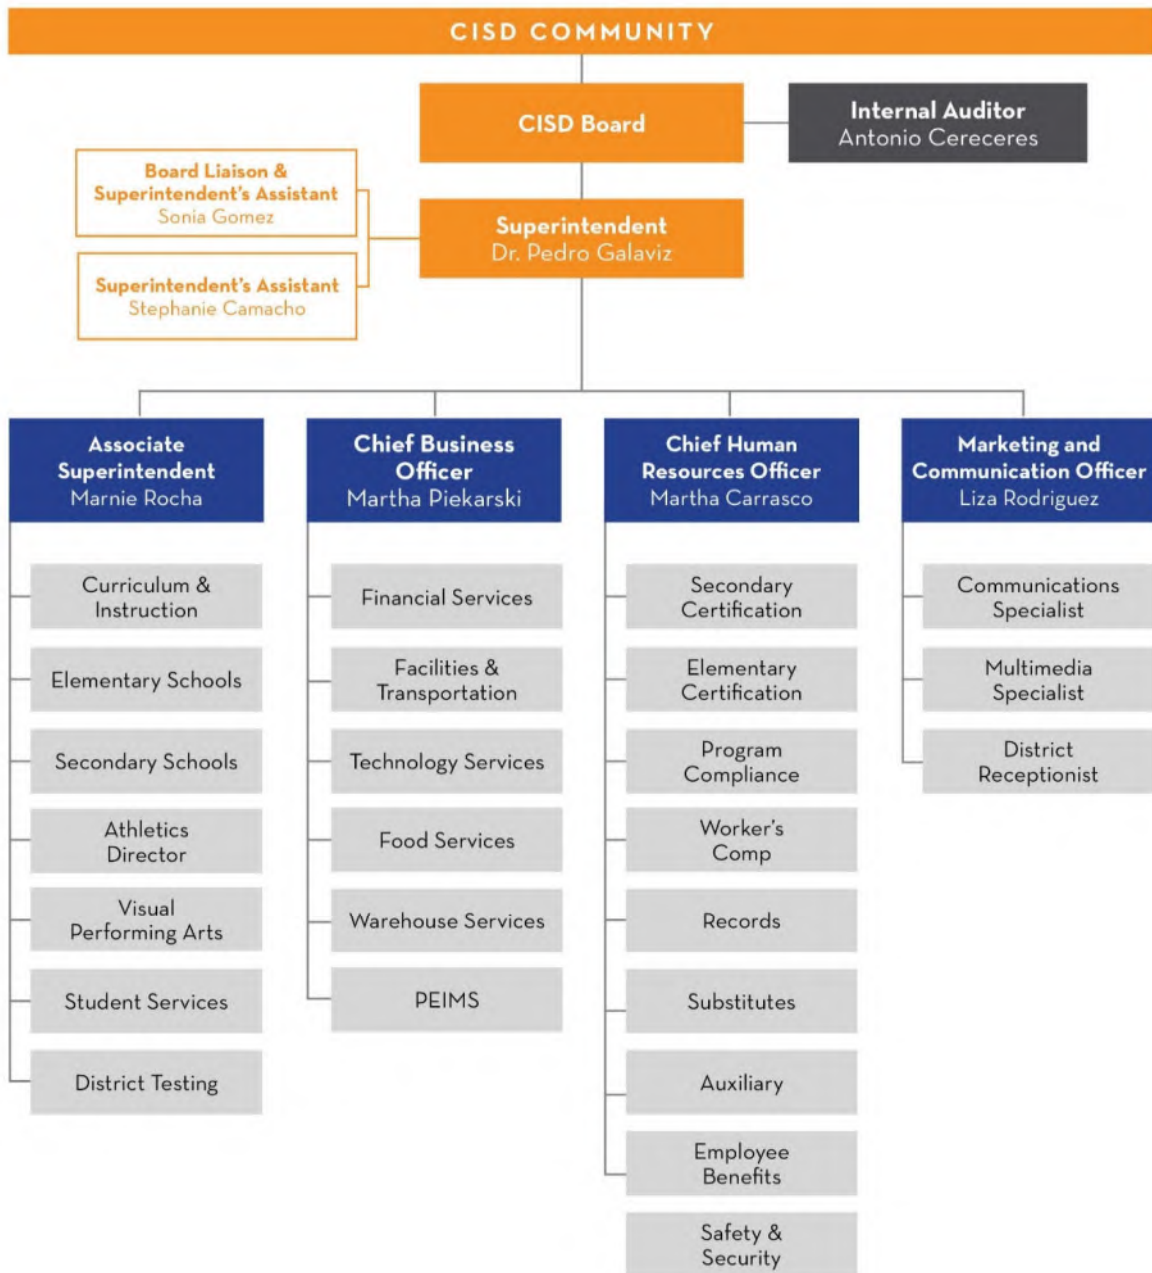 CISD COMMUNITY
CISD Board
Internal Auditor
Antonio Cereceres
Board Liaison &
Superintendent's Assistant
Sonia Gomez
Superintendent
Dr. Pedro Galaviz
Superintendent's Assistant
Stephanie Camacho
Associate
Superintendent
Marnie Rocha
Curriculum &
Instruction
Elementary Schools
Secondary Schools
Athletics
Director
Visual
Performing Arts
Student Services
District Testing
Chief Business
Officer
Martha Piekarski
Financial Services
Facilities &
Transportation
Technology Services
Food Services
Warehouse Services
PEIMS
Chief Human
Resources Officer
Martha Carrasco
Secondary
Certification
Elementary
Certification
Program
Compliance
Worker's
Comp
Records
Substitutes
Auxiliary
Employee
Benefits
Safety &
Security
Marketing and
Communication Officer
Liza Rodriguez
Communications
Specialist
Multimedia
Specialist
District
Receptionist